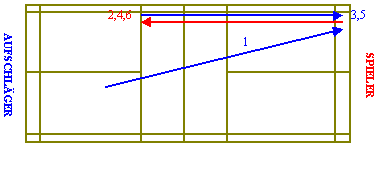 2,4,6
3,5
1
AUFSCHLÄGER
SPIELER